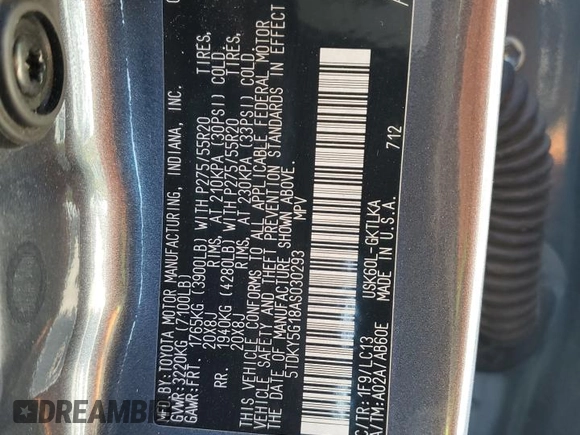 MFD.BY:TOYOTA MOTOR MANUFACTURING, INDIANA, INC.
GVWR:3220KG (7100LB)
GAWR:FRT. 1765KG (3900LB) WITH P275/55R20 TIRES,
20X8J RIMS, AT 210KPA (30PSI) COLD.
RR. 1940KG (4280LB) WITH P275/55R20 TIRES,
20X8J RIMS, AT 230KPA (33PSI) COLD.
THIS VEHICLE CONFORMS TO ALL APPLICABLE FEDERAL MOTOR
VEHICLE SAFETY AND THEFT PREVENTION STANDARDS IN EFFECT
ON THE DATE OF MANUFACTURE SHOWN ABOVE.
5TDKY5G18AS030293 MPV
C/TR:1F9/LC13 USK60L-GKTLKA
A/TM:A02A/AB60E MADE IN U.S.A. 712
DREAMBI